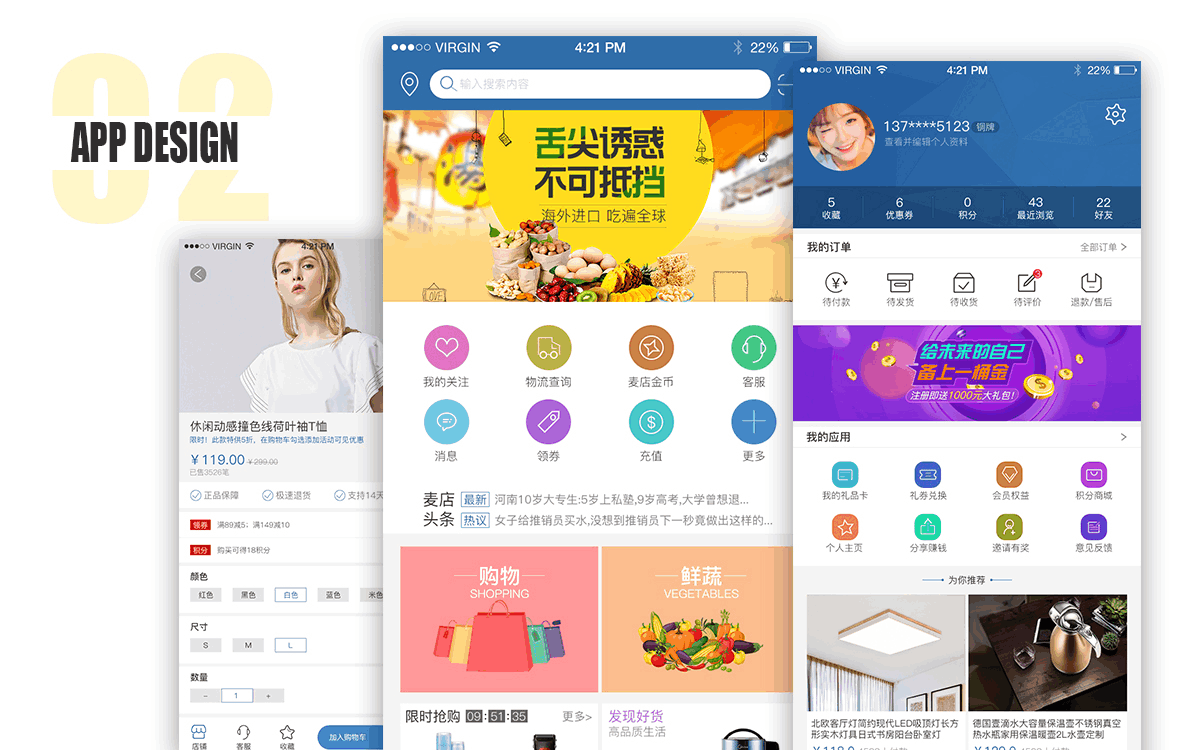 02
APP DESIGN
VIRGIN
4:21 PM
休闲动感撞色线荷叶袖T恤
限时！此款特供5折，在购物车勾选添加活动可见优惠
￥119.00 ￥299.00
已售3526笔
正品保障
极速退货
支持14天
领券 满89减5；满149减10
积分 购买可得18积分
颜色
红色
黑色
白色
蓝色
米色
尺寸
S
M
L
数量
-
1
+
店铺
客服
收藏
加入购物车
VIRGIN
4:21 PM
22%
输入搜索内容
舌尖诱惑
不可抵挡
海外进口 吃遍全球
LOVE
我的关注
物流查询
麦店金币
客服
消息
领券
充值
更多
麦店
头条
最新 河南10岁大专生:5岁上私塾,9岁高考,大学曾想退...
热议 女子给推销员买水,没想到推销员下一秒竟做出这样的...
购物
SHOPPING
鲜蔬
VEGETABLES
限时抢购 09:51:35 更多>
发现好货
高品质生活
VIRGIN
4:21 PM
22%
137****5123 铜牌
查看并编辑个人资料
5
收藏
6
优惠券
0
积分
43
最近浏览
22
好友
我的订单
全部订单 >
待付款
待发货
待收货
3
待评价
退款/售后
给未来的自己
备上一桶金
注册即送1000元大礼包!
我的应用 >
我的礼品卡
礼券兑换
会员权益
积分商城
个人主页
分享赚钱
邀请有奖
意见反馈
为你推荐
北欧客厅灯简约现代LED吸顶灯长方
形实木灯具日式书房阳台卧室灯
德国壹滴水大容量保温壶不锈钢真空
热水瓶家用保温暖壶2L水壶定制